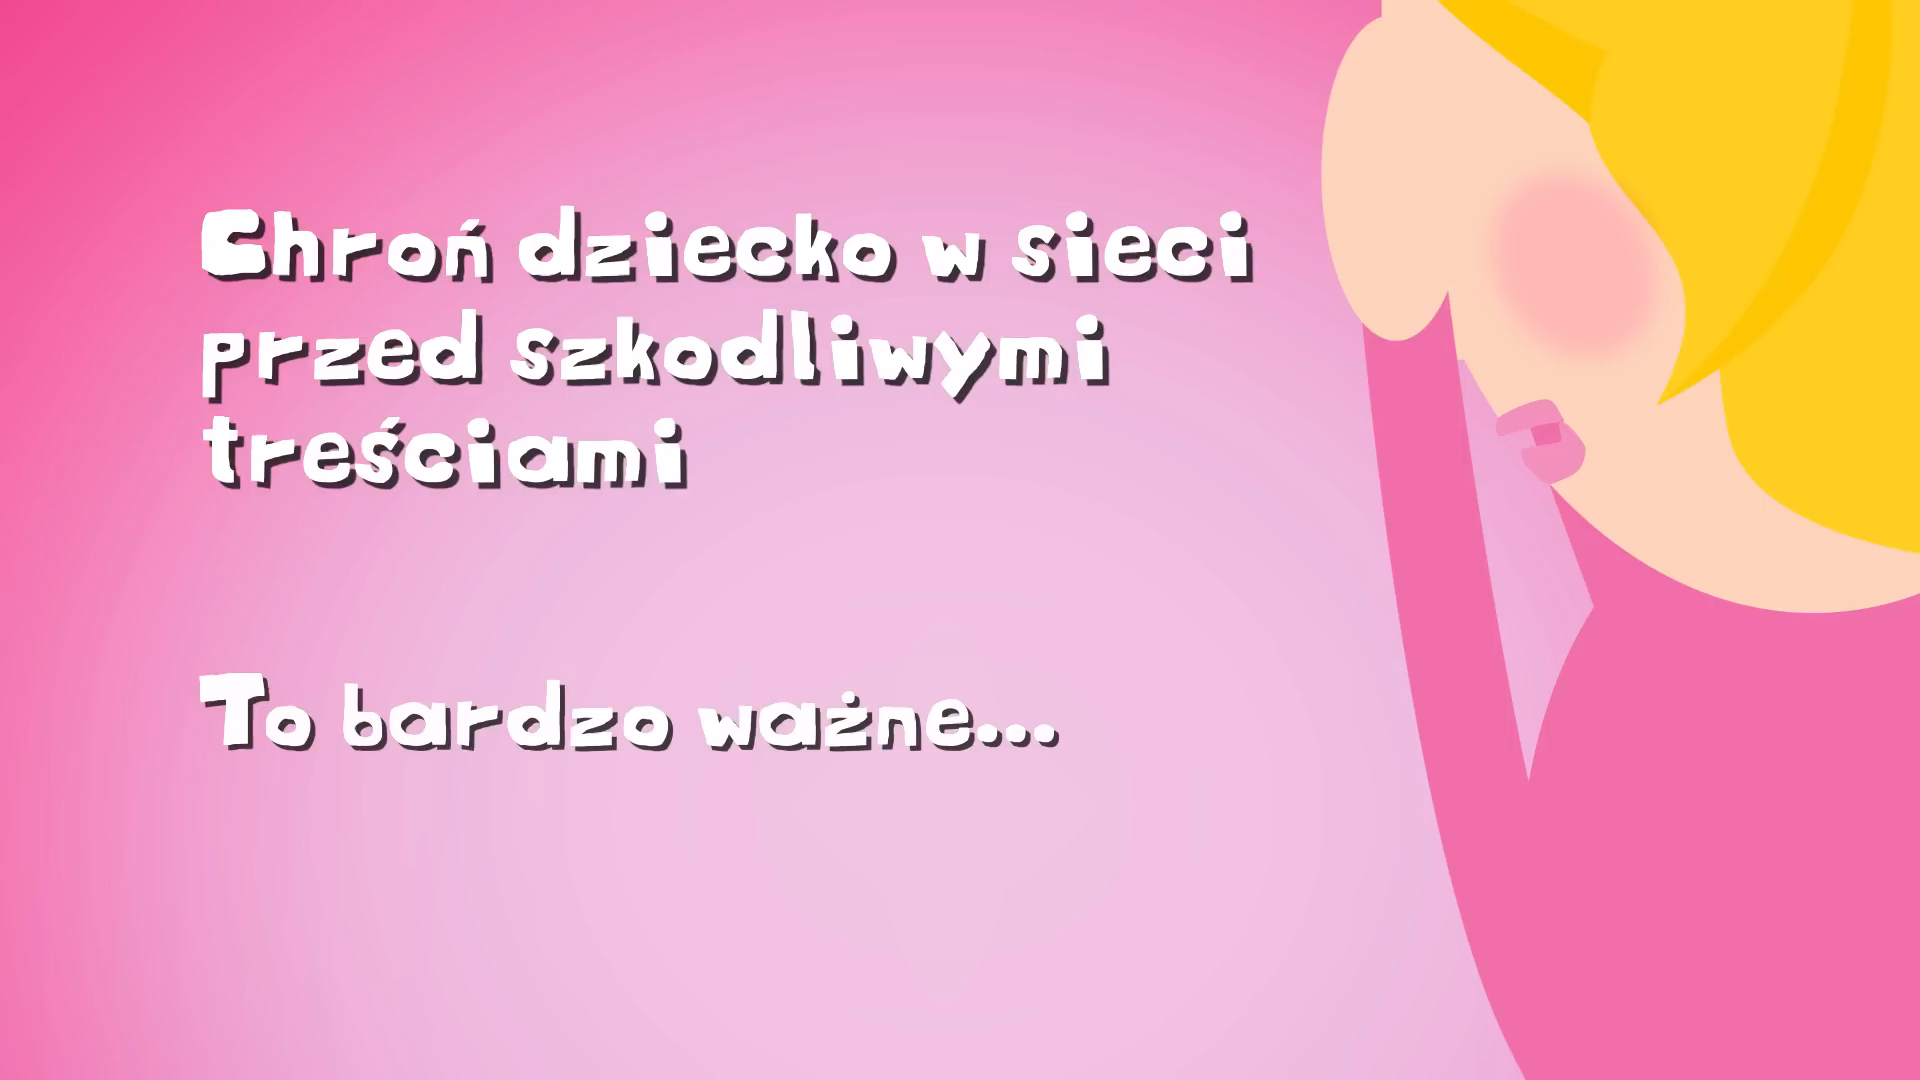 Chroń dziecko w sieci
przed szkodliwymi
treściami
To bardzo ważne...